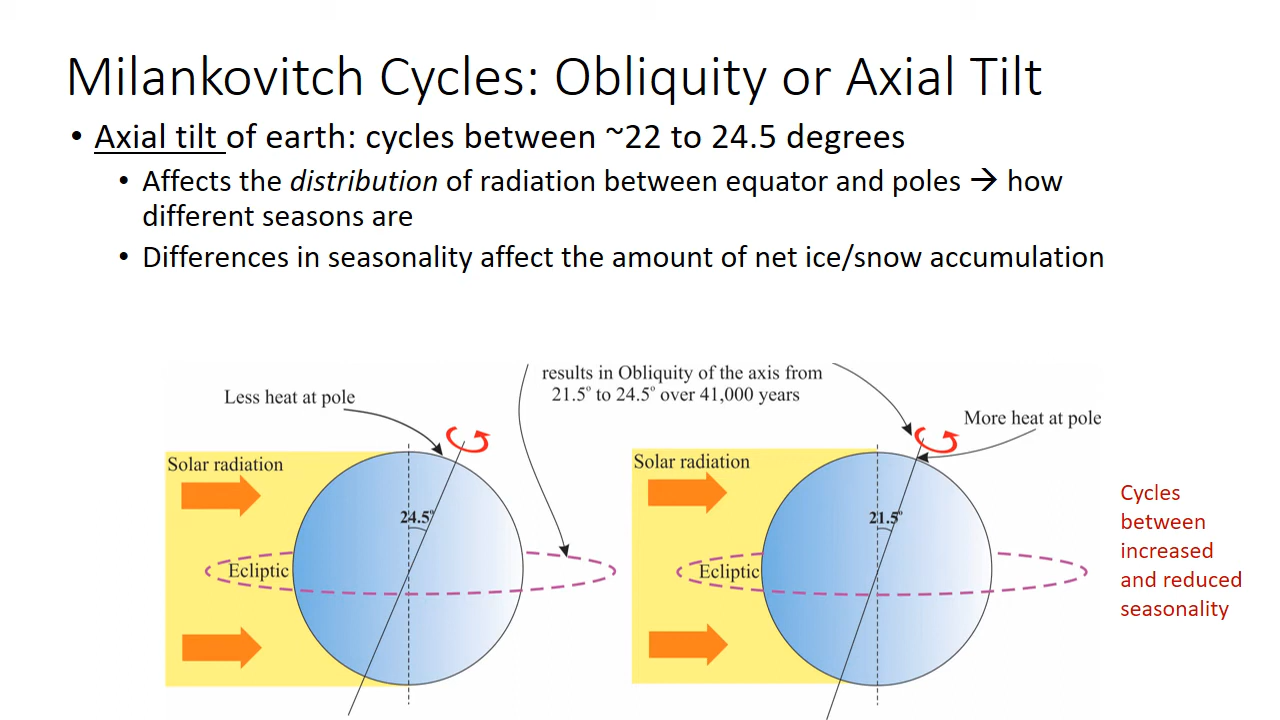 Milankovitch Cycles: Obliquity or Axial Tilt
• Axial tilt of earth: cycles between ~22 to 24.5 degrees
• Affects the distribution of radiation between equator and poles → how
different seasons are
• Differences in seasonality affect the amount of net ice/snow accumulation
results in Obliquity of the axis from
21.5° to 24.5° over 41,000 years
Less heat at pole
More heat at pole
Solar radiation
24.5°
Ecliptic
Solar radiation
21.5°
Ecliptic
Cycles
between
increased
and reduced
seasonality